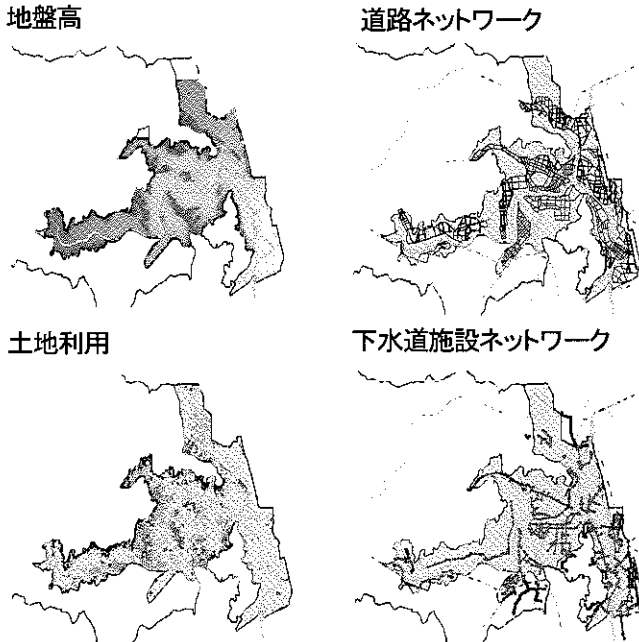 地盤高
道路ネットワーク
土地利用
下水道施設ネットワーク